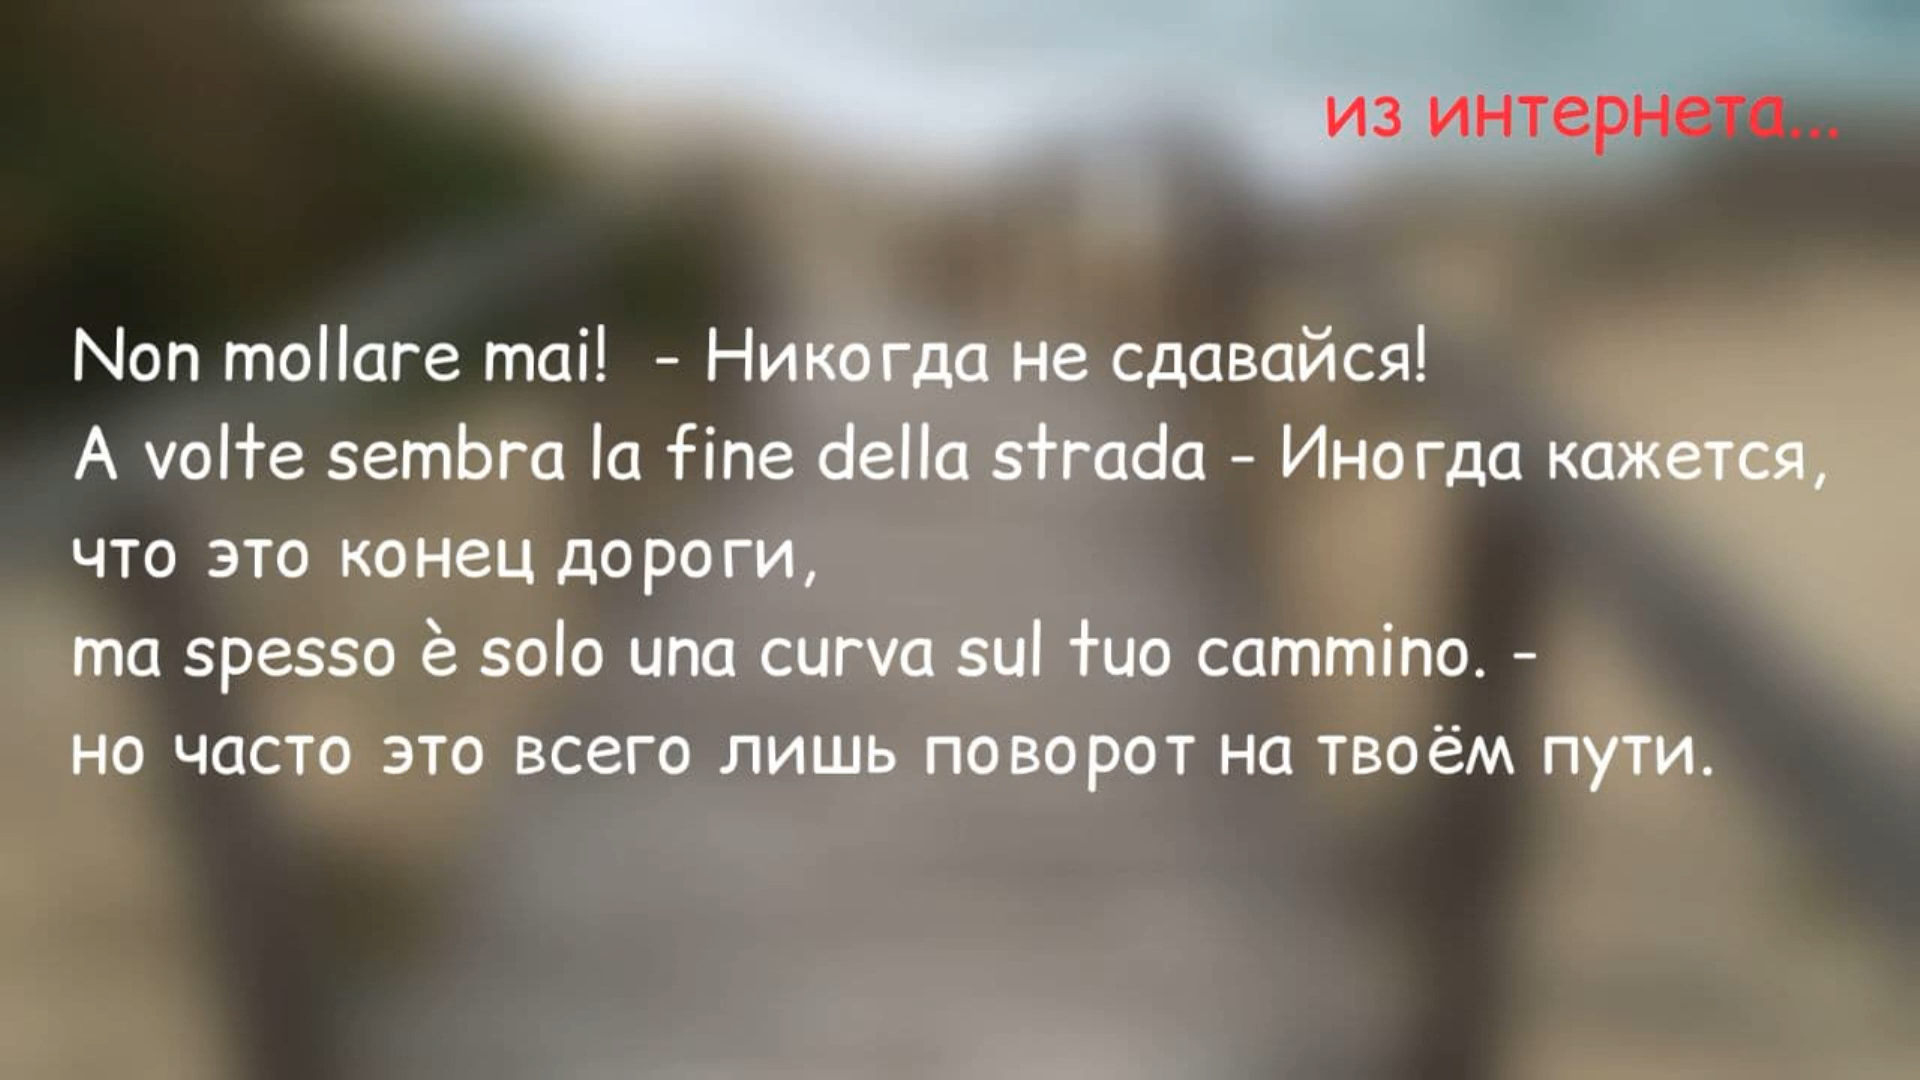 из интернета...
Non mollare mai!  - Никогда не сдавайся!
A volte sembra la fine della strada - Иногда кажется,
что это конец дороги,
ma spesso è solo una curva sul tuo cammino. -
но часто это всего лишь поворот на твоём пути.